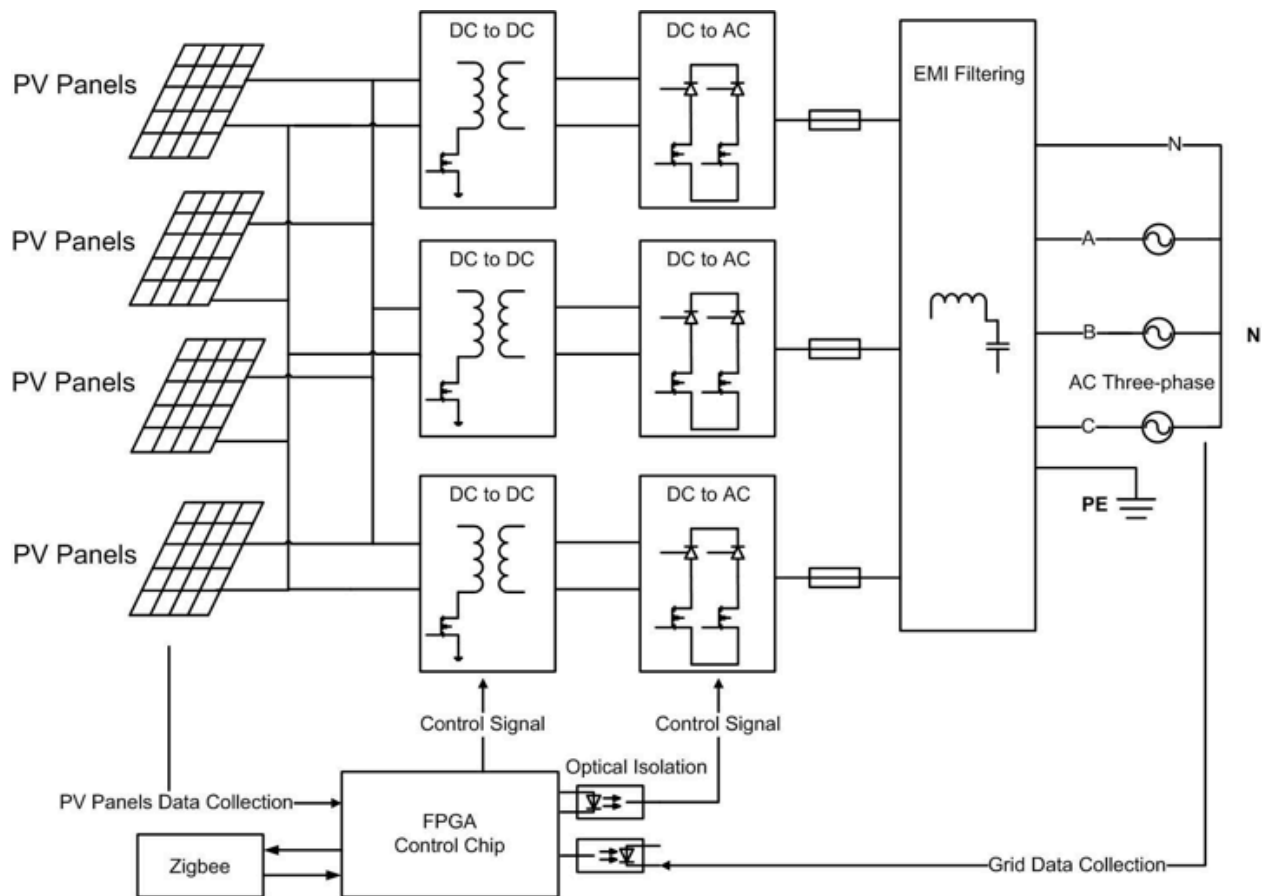 DC to DC
DC to AC
EMI Filtering
PV Panels
N
PV Panels
A
DC to DC
DC to AC
B
N
PV Panels
AC Three-phase
C
DC to DC
DC to AC
PE
PV Panels
Control Signal
Control Signal
Optical Isolation
PV Panels Data Collection
FPGA
Control Chip
Zigbee
Grid Data Collection